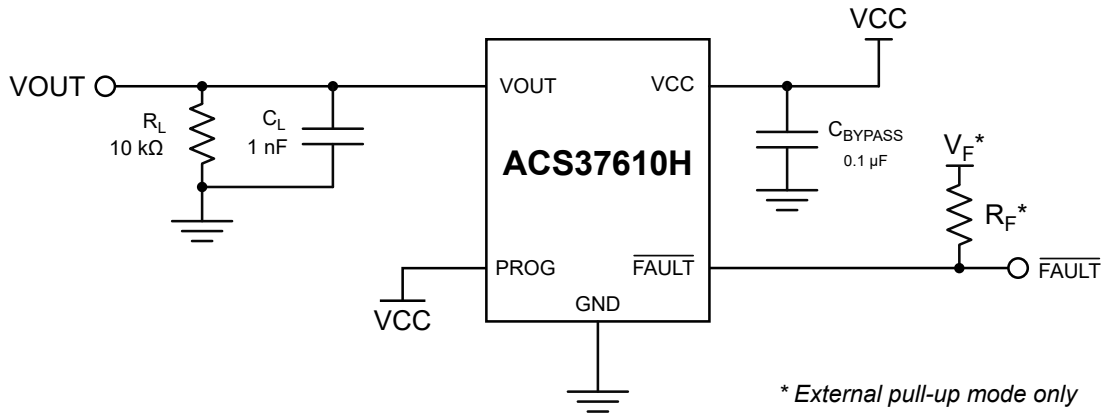 VCC
VOUT
VOUT
VCC
R_L
10 kΩ
C_L
1 nF
C_BYPASS
0.1 µF
ACS37610H
V_F*
R_F*
PROG
FAULT
FAULT
GND
VCC
* External pull-up mode only